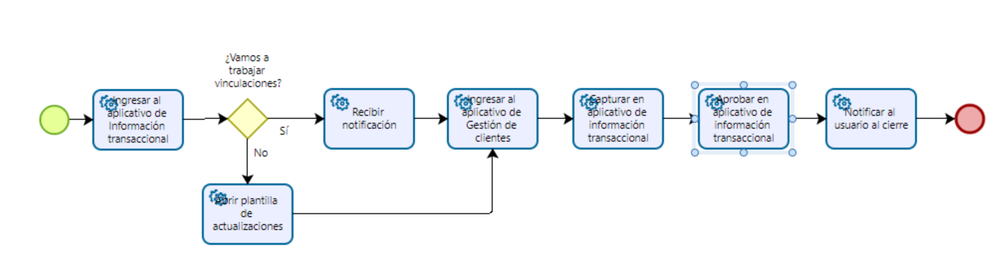 ¿Vamos a
trabajar
vinculaciones?
Ingresar al
aplicativo de
Información
transaccional
Sí
No
Abrir plantilla
de
actualizaciones
Recibir
notificación
Ingresar al
aplicativo de
Gestión de
clientes
Capturar en
aplicativo de
información
transaccional
Aprobar en
aplicativo de
información
transaccional
Notificar al
usuario al cierre